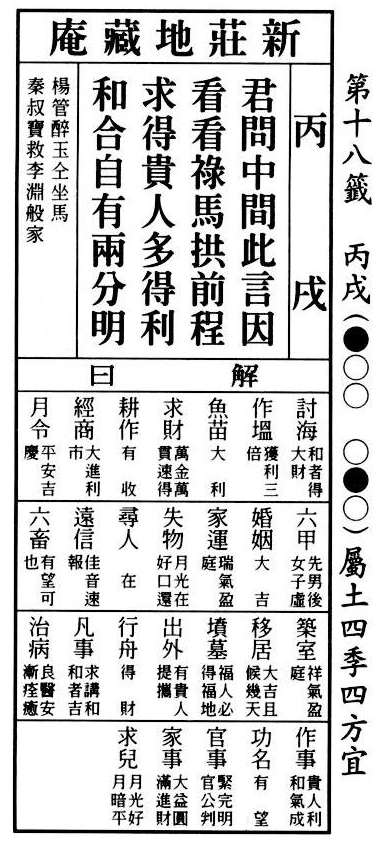 第十八籤 丙戌(●○○ ○●○)屬土四季四方宜
新莊地藏庵
丙戌
君問中間此言因
看看祿馬拱前程
求得貴人多得利
和合自有兩分明
楊管醉玉仝坐馬
秦叔寶救李淵般家
解曰
討海 和者得大財
作塭 獲利三倍
魚苗 大利
求財 萬金萬貫速得
耕作 有收
經商 大進利市
月令 平安吉慶
六甲 先男後女子虛
婚姻 大吉
家運 瑞氣盈庭
失物 月光在好口還
尋人 在
遠信 佳音速報
六畜 有望可也
築室 祥氣盈庭
移居 大吉且候幾天
墳墓 福人必得福地
出外 有貴人提攜
行舟 得財
凡事 求講和和者吉
治病 良醫安漸痊癒
作事 貴人利和氣成
功名 有望
官事 緊完明官公判
家事 大益圓滿進財
求兒 月光好月暗平